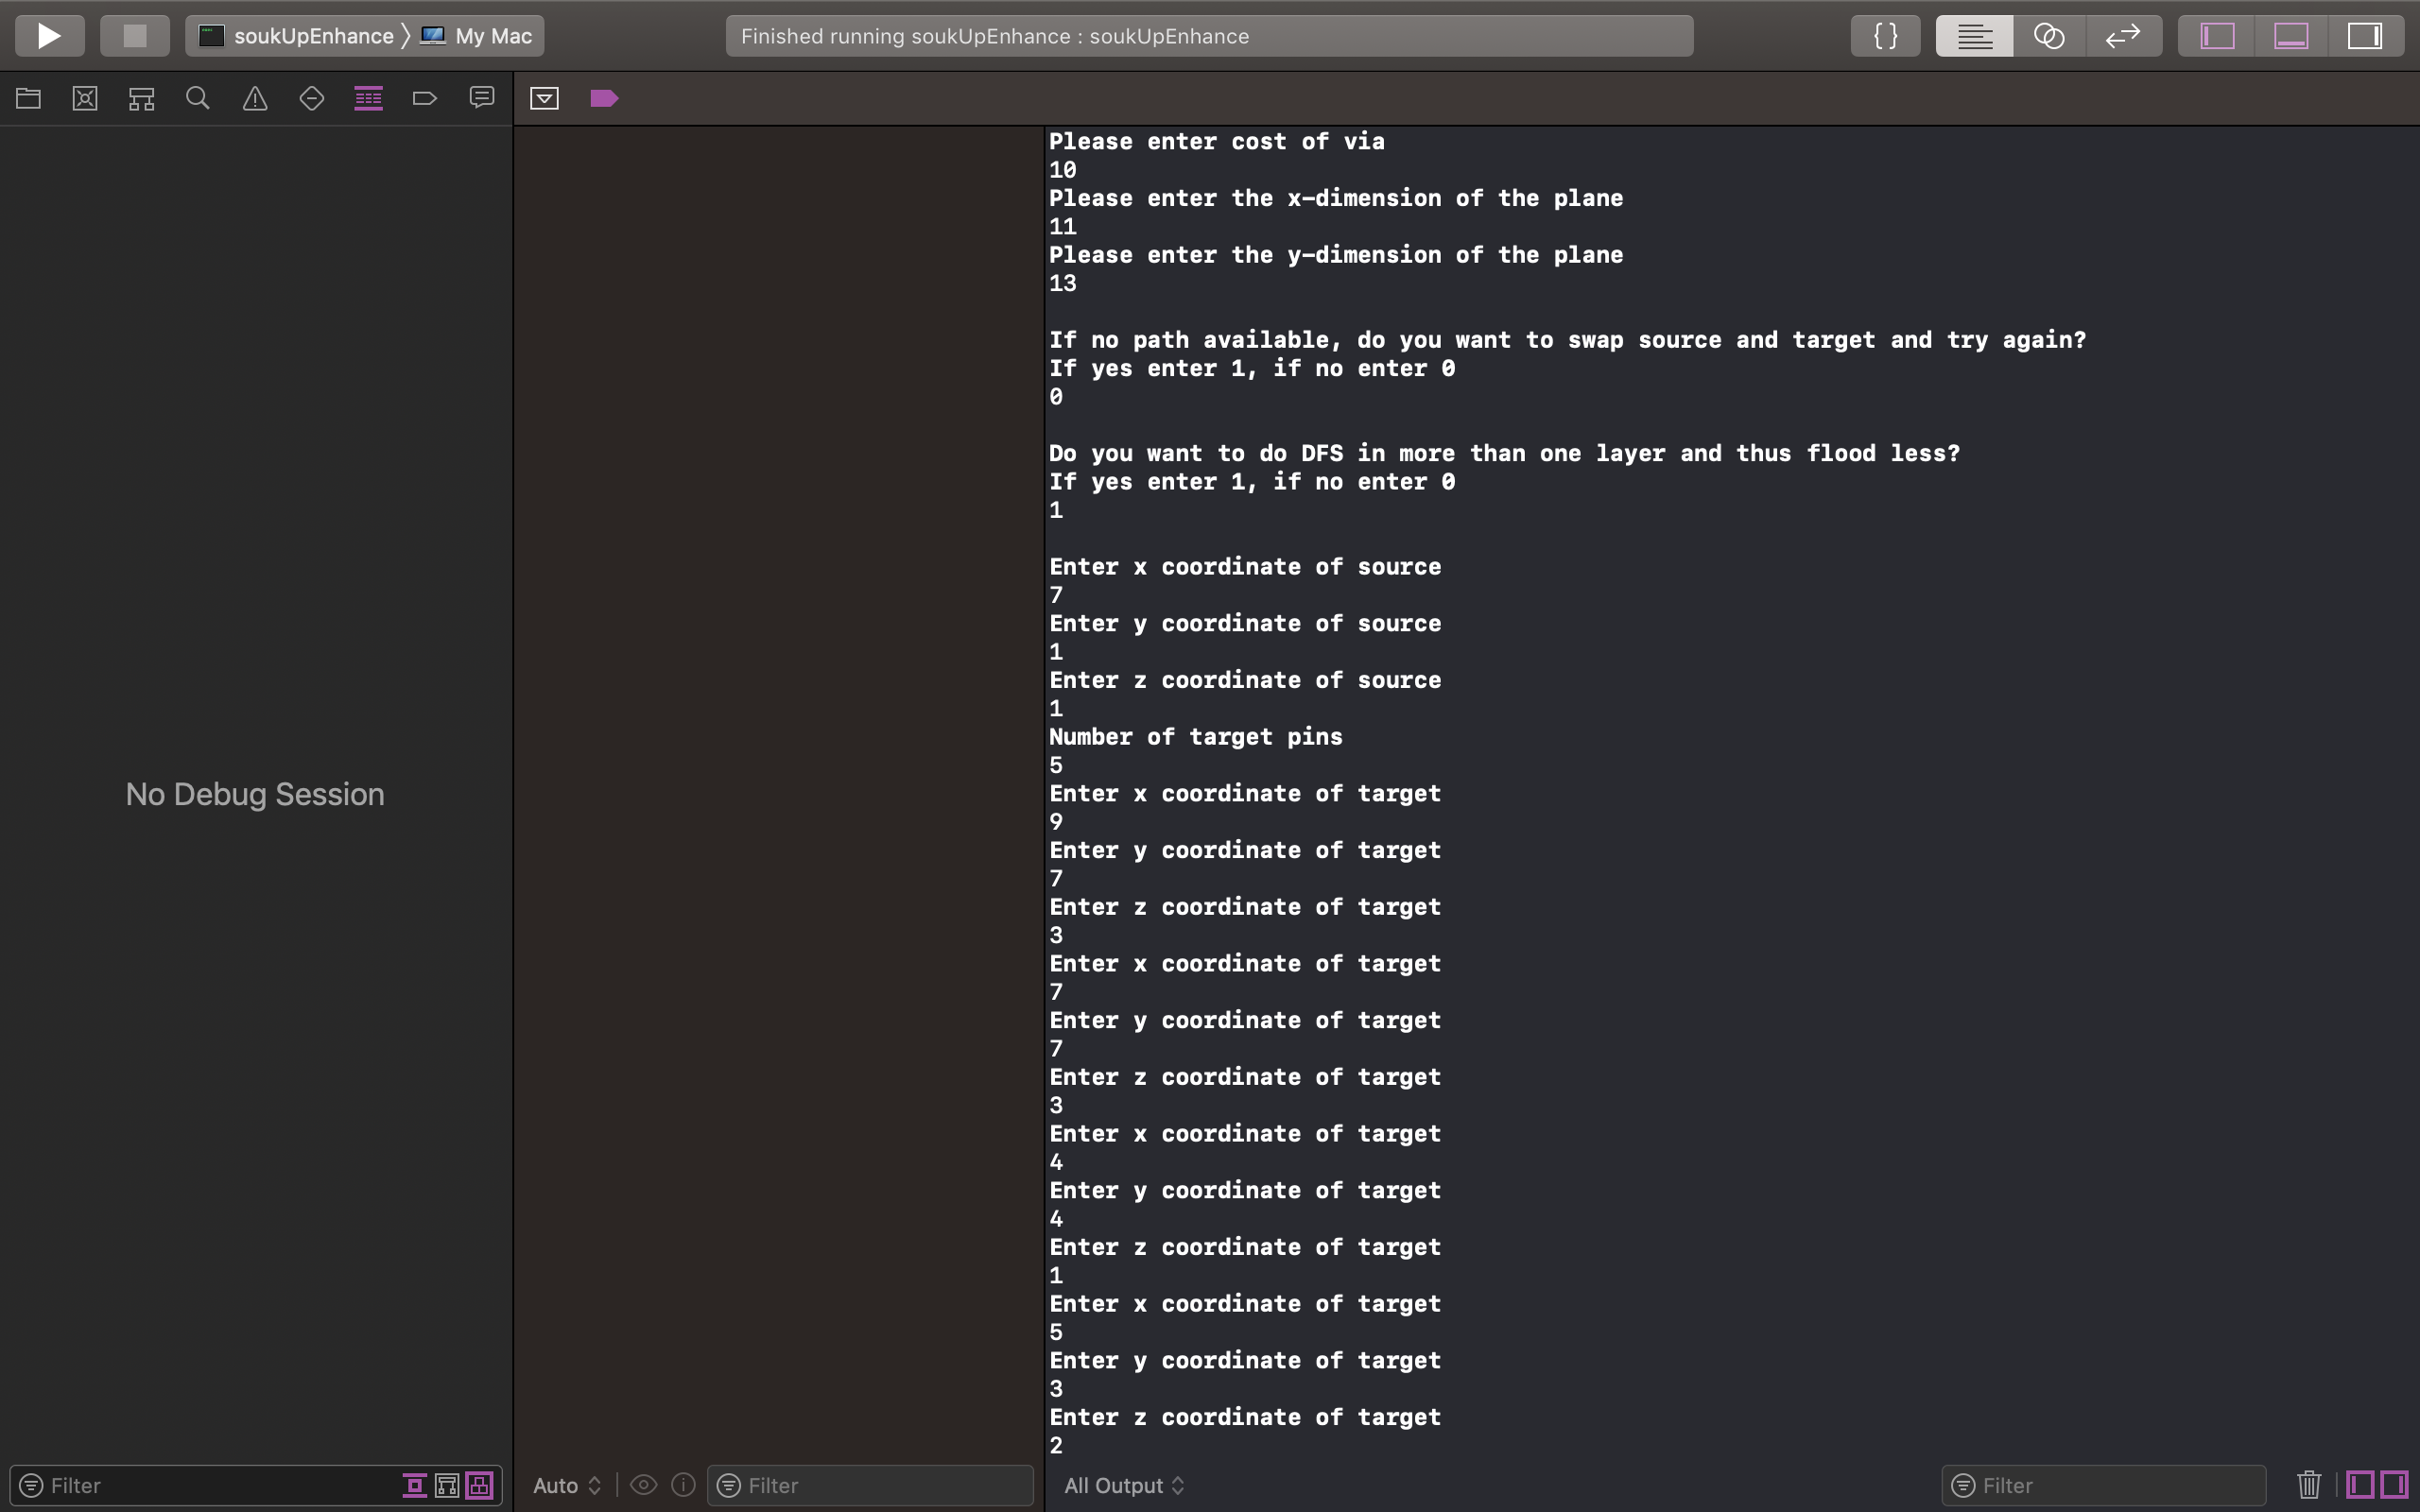 soukUpEnhance My Mac
Finished running soukUpEnhance : soukUpEnhance
{ }
No Debug Session
Please enter cost of via
10
Please enter the x-dimension of the plane
11
Please enter the y-dimension of the plane
13
If no path available, do you want to swap source and target and try again?
If yes enter 1, if no enter 0
0
Do you want to do DFS in more than one layer and thus flood less?
If yes enter 1, if no enter 0
1
Enter x coordinate of source
7
Enter y coordinate of source
1
Enter z coordinate of source
1
Number of target pins
5
Enter x coordinate of target
9
Enter y coordinate of target
7
Enter z coordinate of target
3
Enter x coordinate of target
7
Enter y coordinate of target
7
Enter z coordinate of target
3
Enter x coordinate of target
4
Enter y coordinate of target
4
Enter z coordinate of target
1
Enter x coordinate of target
5
Enter y coordinate of target
3
Enter z coordinate of target
2
Filter
Auto
Filter
All Output
Filter